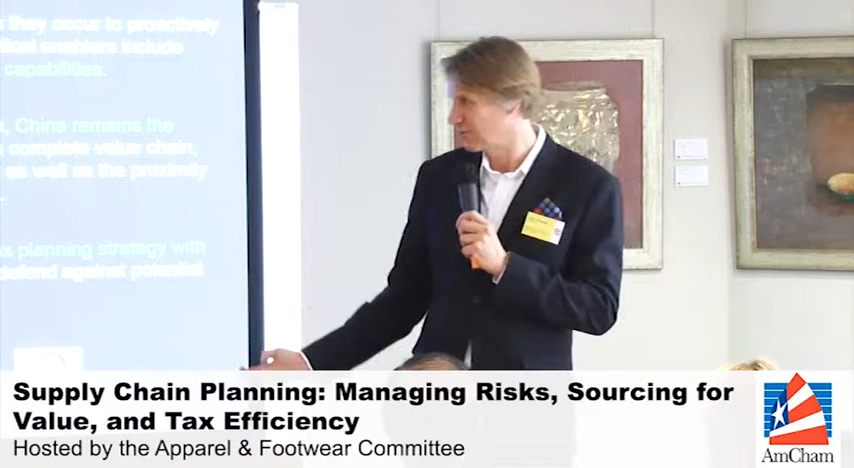 they occur to proactively
tical enablers include
capabilities.
China remains the
complete value chain,
as well as the proximity
planning strategy with
defend against potential
Supply Chain Planning: Managing Risks, Sourcing for
Value, and Tax Efficiency
Hosted by the Apparel & Footwear Committee
AmCham